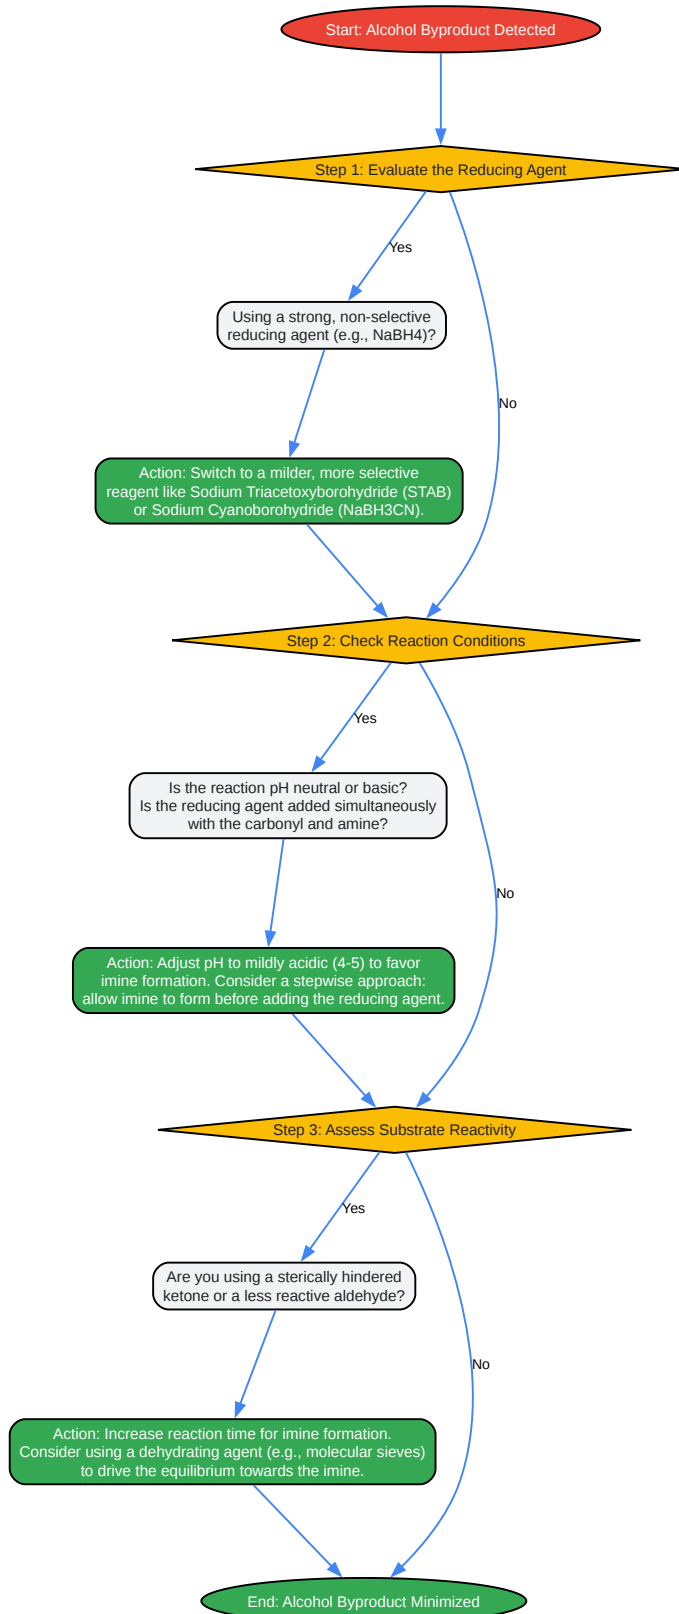 Start: Alcohol Byproduct Detected
Step 1: Evaluate the Reducing Agent
Yes
Using a strong, non-selective
reducing agent (e.g., NaBH4)?
No
Action: Switch to a milder, more selective
reagent like Sodium Triacetoxyborohydride (STAB)
or Sodium Cyanoborohydride (NaBH3CN).
Step 2: Check Reaction Conditions
Yes
Is the reaction pH neutral or basic?
Is the reducing agent added simultaneously
with the carbonyl and amine?
No
Action: Adjust pH to mildly acidic (4-5) to favor
imine formation. Consider a stepwise approach:
allow imine to form before adding the reducing agent.
Step 3: Assess Substrate Reactivity
Yes
Are you using a sterically hindered
ketone or a less reactive aldehyde?
No
Action: Increase reaction time for imine formation.
Consider using a dehydrating agent (e.g., molecular sieves)
to drive the equilibrium towards the imine.
End: Alcohol Byproduct Minimized